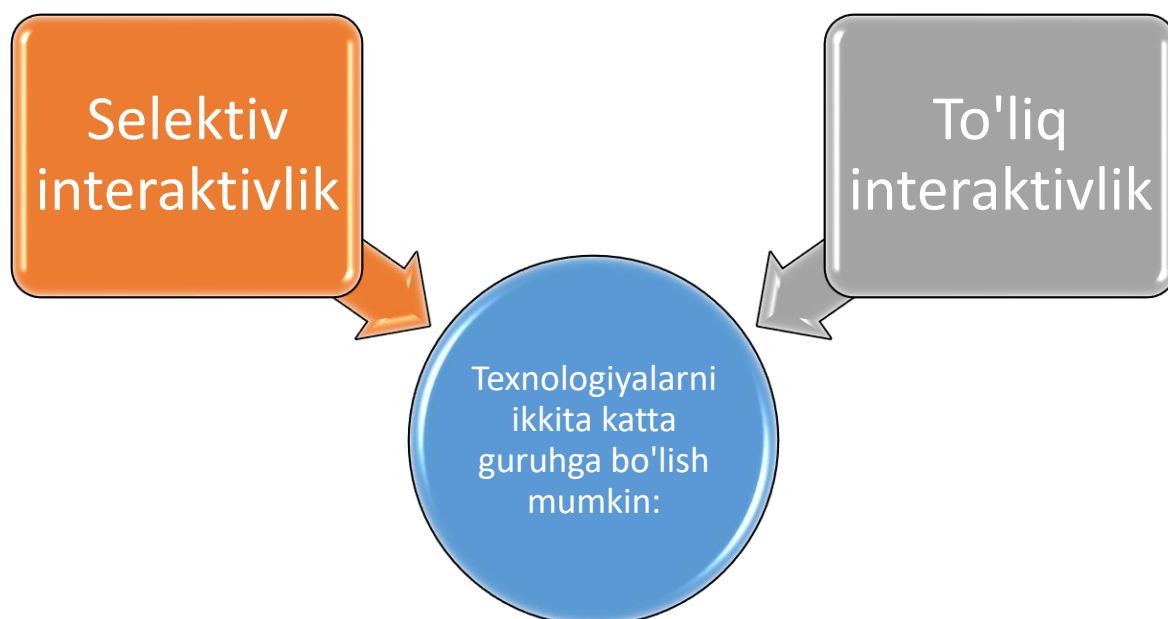 Selektiv
interaktivlik
To'liq
interaktivlik
Texnologiyalarni
ikkita katta
guruhga bo'lish
mumkin: